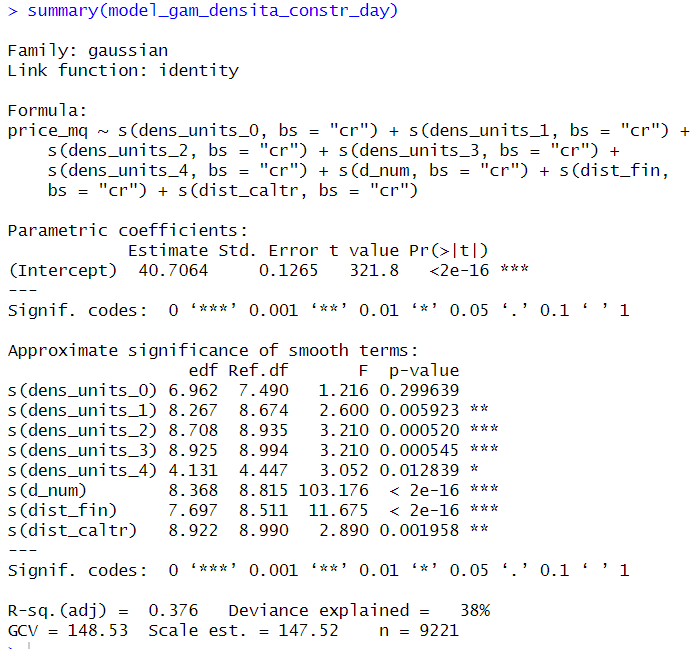 > summary(model_gam_densita_constr_day)

Family: gaussian
Link function: identity

Formula:
price_mq ~ s(dens_units_0, bs = "cr") + s(dens_units_1, bs = "cr") +
    s(dens_units_2, bs = "cr") + s(dens_units_3, bs = "cr") +
    s(dens_units_4, bs = "cr") + s(d_num, bs = "cr") + s(dist_fin,
    bs = "cr") + s(dist_caltr, bs = "cr")

Parametric coefficients:
            Estimate Std. Error t value Pr(>|t|)
(Intercept)  40.7064     0.1265   321.8   <2e-16 ***
---
Signif. codes:  0 ‘***’ 0.001 ‘**’ 0.01 ‘*’ 0.05 ‘.’ 0.1 ‘ ’ 1

Approximate significance of smooth terms:
                  edf Ref.df       F  p-value
s(dens_units_0) 6.962  7.490   1.216 0.299639
s(dens_units_1) 8.267  8.674   2.600 0.005923 **
s(dens_units_2) 8.708  8.935   3.210 0.000520 ***
s(dens_units_3) 8.925  8.994   3.210 0.000545 ***
s(dens_units_4) 4.131  4.447   3.052 0.012839 *
s(d_num)        8.368  8.815 103.176  < 2e-16 ***
s(dist_fin)     7.697  8.511  11.675  < 2e-16 ***
s(dist_caltr)   8.922  8.990   2.890 0.001958 **
---
Signif. codes:  0 ‘***’ 0.001 ‘**’ 0.01 ‘*’ 0.05 ‘.’ 0.1 ‘ ’ 1

R-sq.(adj) =  0.376   Deviance explained =   38%
GCV = 148.53  Scale est. = 147.52    n = 9221